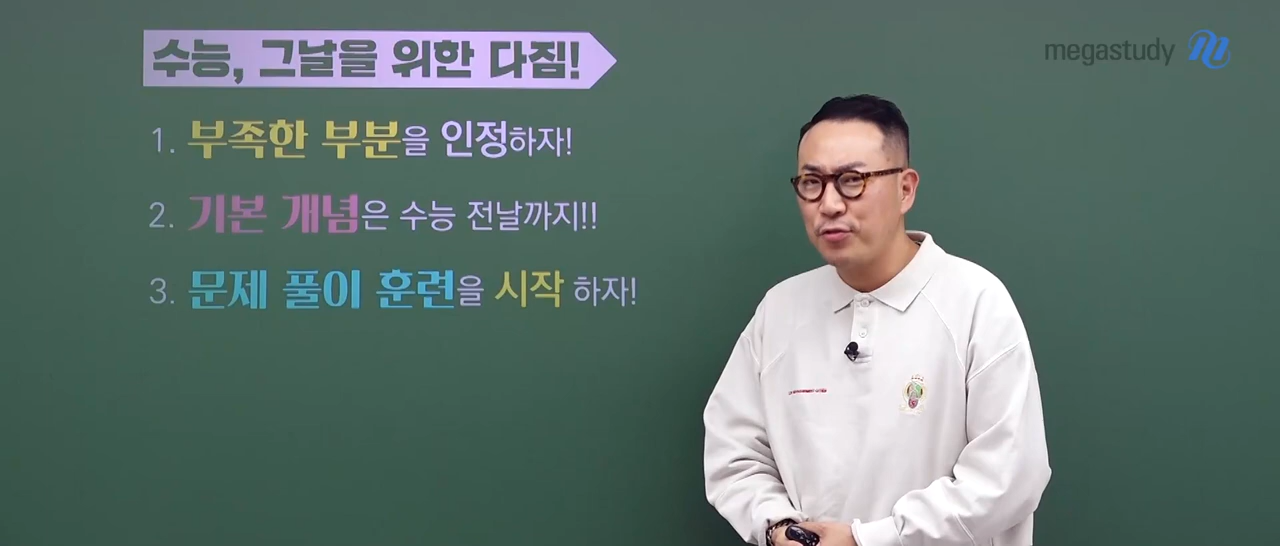 수능, 그날을 위한 다짐!
megastudy
1. 부족한 부분을 인정하자!
2. 기본 개념은 수능 전날까지!!
3. 문제 풀이 훈련을 시작 하자!